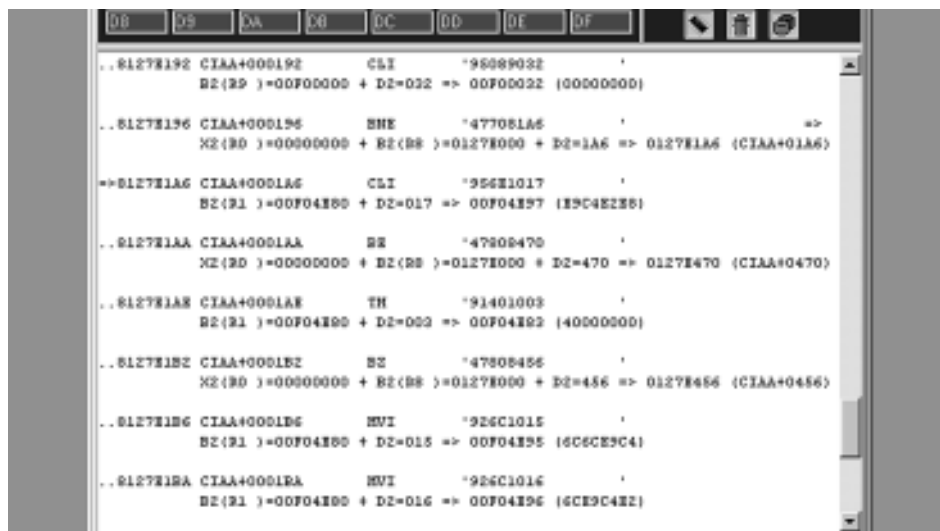 D8 D9 DA DB DC DD DE DF
..8127E192 CIAA+000192 CLI '95089032 '
B2(R9 )=00F00000 + D2=032 => 00F00032 (00000000)
..8127E196 CIAA+000196 BNE '477081A6 ' =>
X2(R0 )=00000000 + B2(R8 )=0127E000 + D2=1A6 => 0127E1A6 (CIAA+01A6)
=>8127E1A6 CIAA+0001A6 CLI '956E1017 '
B2(R1 )=00F04E80 + D2=017 => 00F04E97 (E9C4E2E8)
..8127E1AA CIAA+0001AA BE '47808470 '
X2(R0 )=00000000 + B2(R8 )=0127E000 + D2=470 => 0127E470 (CIAA+0470)
..8127E1AE CIAA+0001AE TM '91401003 '
B2(R1 )=00F04E80 + D2=003 => 00F04E83 (40000000)
..8127E1B2 CIAA+0001B2 BZ '47808456 '
X2(R0 )=00000000 + B2(R8 )=0127E000 + D2=456 => 0127E456 (CIAA+0456)
..8127E1B6 CIAA+0001B6 MVI '926C1015 '
B2(R1 )=00F04E80 + D2=015 => 00F04E95 (6C6CE9C4)
..8127E1BA CIAA+0001BA MVI '926C1016 '
B2(R1 )=00F04E80 + D2=016 => 00F04E96 (6CE9C4E2)